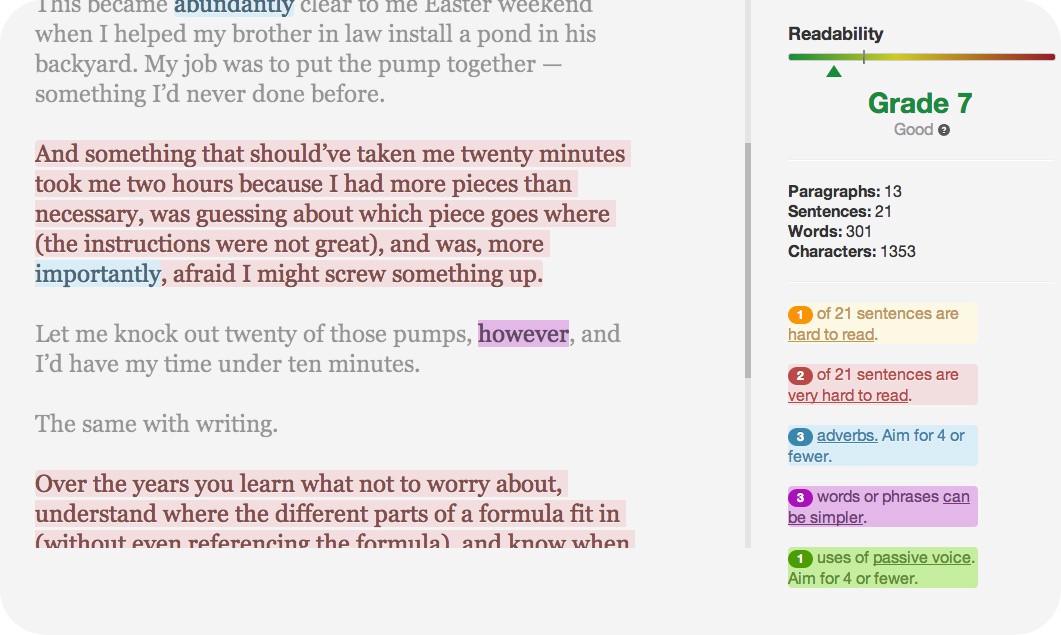 This became abundantly clear to me Easter weekend
when I helped my brother in law install a pond in his
backyard. My job was to put the pump together —
something I’d never done before.
And something that should’ve taken me twenty minutes
took me two hours because I had more pieces than
necessary, was guessing about which piece goes where
(the instructions were not great), and was, more
importantly, afraid I might screw something up.
Let me knock out twenty of those pumps, however, and
I’d have my time under ten minutes.
The same with writing.
Over the years you learn what not to worry about,
understand where the different parts of a formula fit in
(without even referencing the formula), and know when
Readability
Grade 7
Good ?
Paragraphs: 13
Sentences: 21
Words: 301
Characters: 1353
1 of 21 sentences are
hard to read.
2 of 21 sentences are
very hard to read.
3 adverbs. Aim for 4 or
fewer.
3 words or phrases can
be simpler.
1 uses of passive voice.
Aim for 4 or fewer.